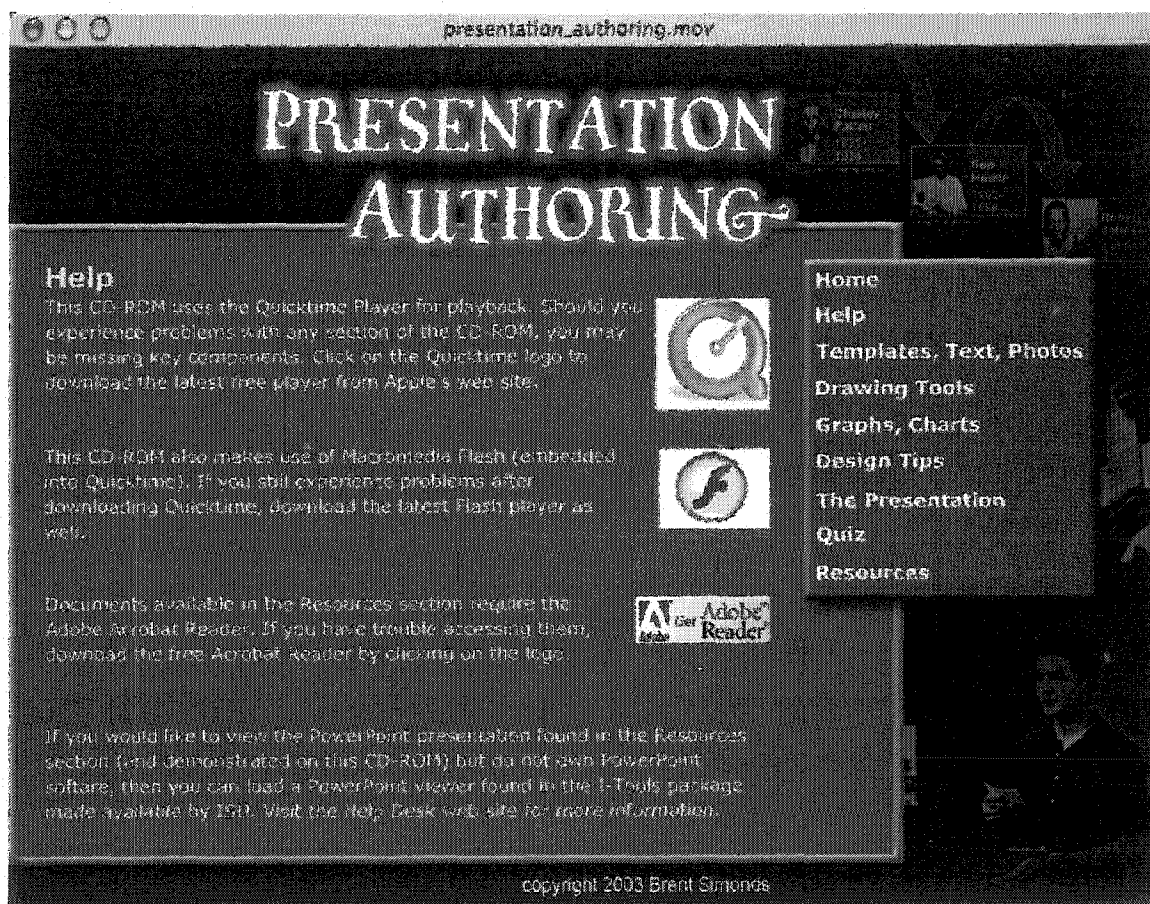 presentation_authoring.mov
PRESENTATION
AUTHORING
Help
This CD-ROM uses the Quicktime Player for playback. Should you
experience problems with any section of the CD-ROM, you may
be missing key components. Click on the Quicktime logo to
download the latest free player from Apple's web site.
This CD-ROM also makes use of Macromedia Flash (embedded
into Quicktime). If you still experience problems after
downloading Quicktime, download the latest Flash player as
well.
Documents available in the Resources section require the
Adobe Acrobat Reader. If you have trouble accessing them,
download the free Acrobat Reader by clicking on the logo.
Adobe
Get Adobe
Reader
If you would like to view the PowerPoint presentation found in the Resources
section (and demonstrated on this CD-ROM) but do not own PowerPoint
softare, then you can load a PowerPoint viewer found in the I-Tools package
made available by ISU. Visit the Help Desk web site for more information.
Home
Help
Templates, Text, Photos
Drawing Tools
Graphs, Charts
Design Tips
The Presentation
Quiz
Resources
copyright 2003 Brent Simonds